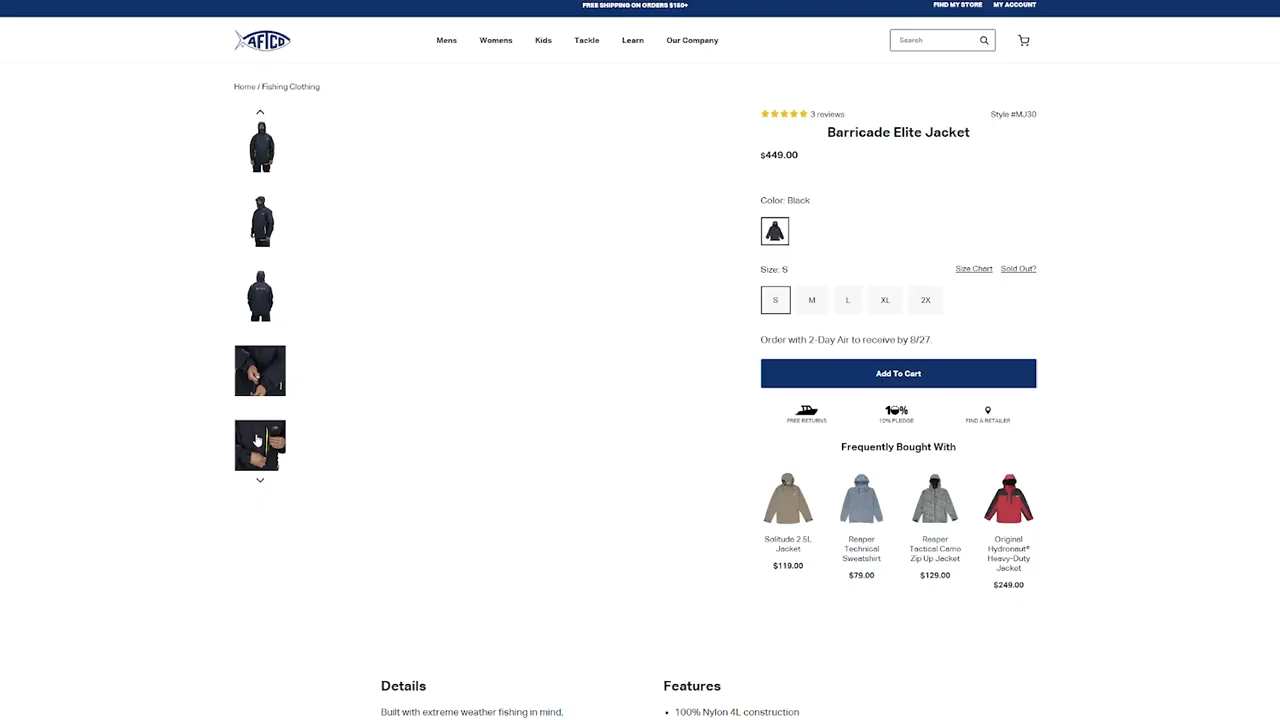 FREE SHIPPING ON ORDERS $150+
FIND MY STORE
MY ACCOUNT
AFTCO
Mens
Womens
Kids
Tackle
Learn
Our Company
Search
Home / Fishing Clothing
3 reviews
Style #MJ30
Barricade Elite Jacket
$449.00
Color: Black
Size: S
Size Chart
Sold Out?
S
M
L
XL
2X
Order with 2-Day Air to receive by 8/27.
Add To Cart
10%
FREE RETURNS
10% PLEDGE
FIND A RETAILER
Frequently Bought With
Solitude 2.5L
Jacket
$119.00
Reaper
Technical
Sweatshirt
$79.00
Reaper
Tactical Camo
Zip Up Jacket
$129.00
Original
Hydronaut®
Heavy-Duty
Jacket
$249.00
Details
Built with extreme weather fishing in mind,
Features
• 100% Nylon 4L construction